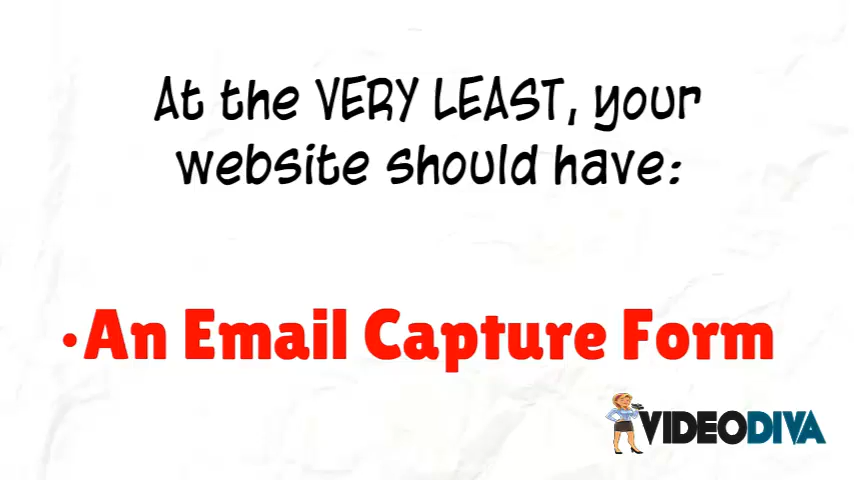 At the VERY LEAST, your
website should have:
•An Email Capture Form
VIDEODIVA